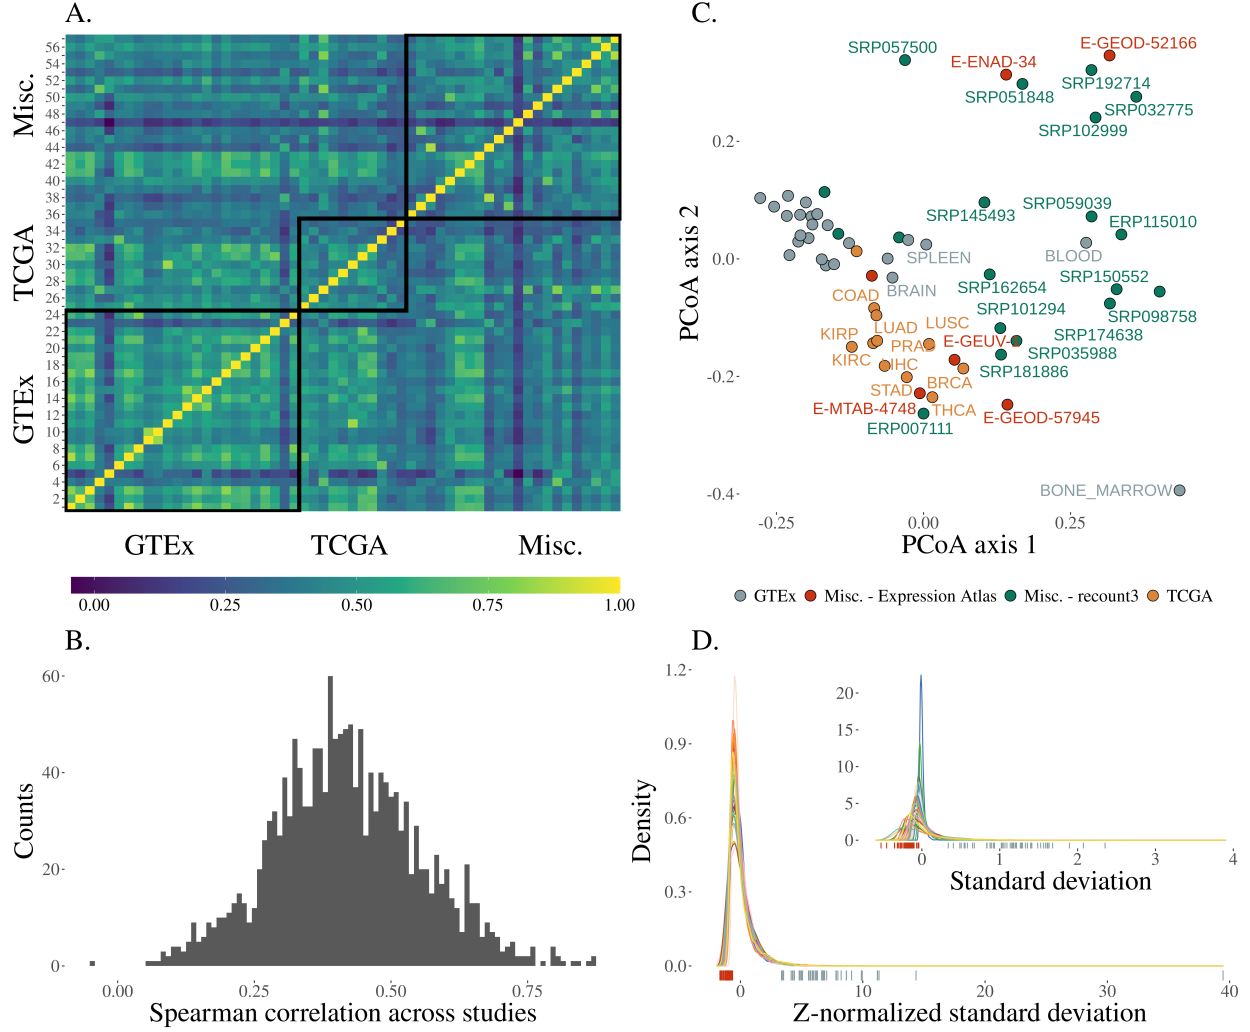 A.
Misc.
TCGA
GTEx
56
54
52
50
48
46
44
42
40
38
36
34
32
30
28
26
24
22
20
18
16
14
12
10
8
6
4
2
GTEx TCGA Misc.
0.00 0.25 0.50 0.75 1.00
B.
Counts
60
40
20
0
0.00 0.25 0.50 0.75
Spearman correlation across studies
C.
PCoA axis 2
0.2
0.0
-0.2
-0.4
SRP057500
E-GEOD-52166
E-ENAD-34
SRP192714
SRP051848
SRP032775
SRP102999
SRP059039
SRP145493
ERP115010
SPLEEN
BLOOD
SRP150552
SRP162654
BRAIN
COAD
SRP101294
SRP098758
LUSC
LUAD
KIRP
SRP174638
E-GEUV-1
PRAD
SRP035988
KIRC
LIHC
SRP181886
BRCA
STAD
E-MTAB-4748
THCA
E-GEOD-57945
ERP007111
BONE_MARROW
-0.25 0.00 0.25
PCoA axis 1
GTEx Misc. - Expression Atlas Misc. - recount3 TCGA
D.
Density
1.2
0.9
0.6
0.3
0.0
0 10 20 30 40
Z-normalized standard deviation
20
15
10
5
0
0 1 2 3 4
Standard deviation